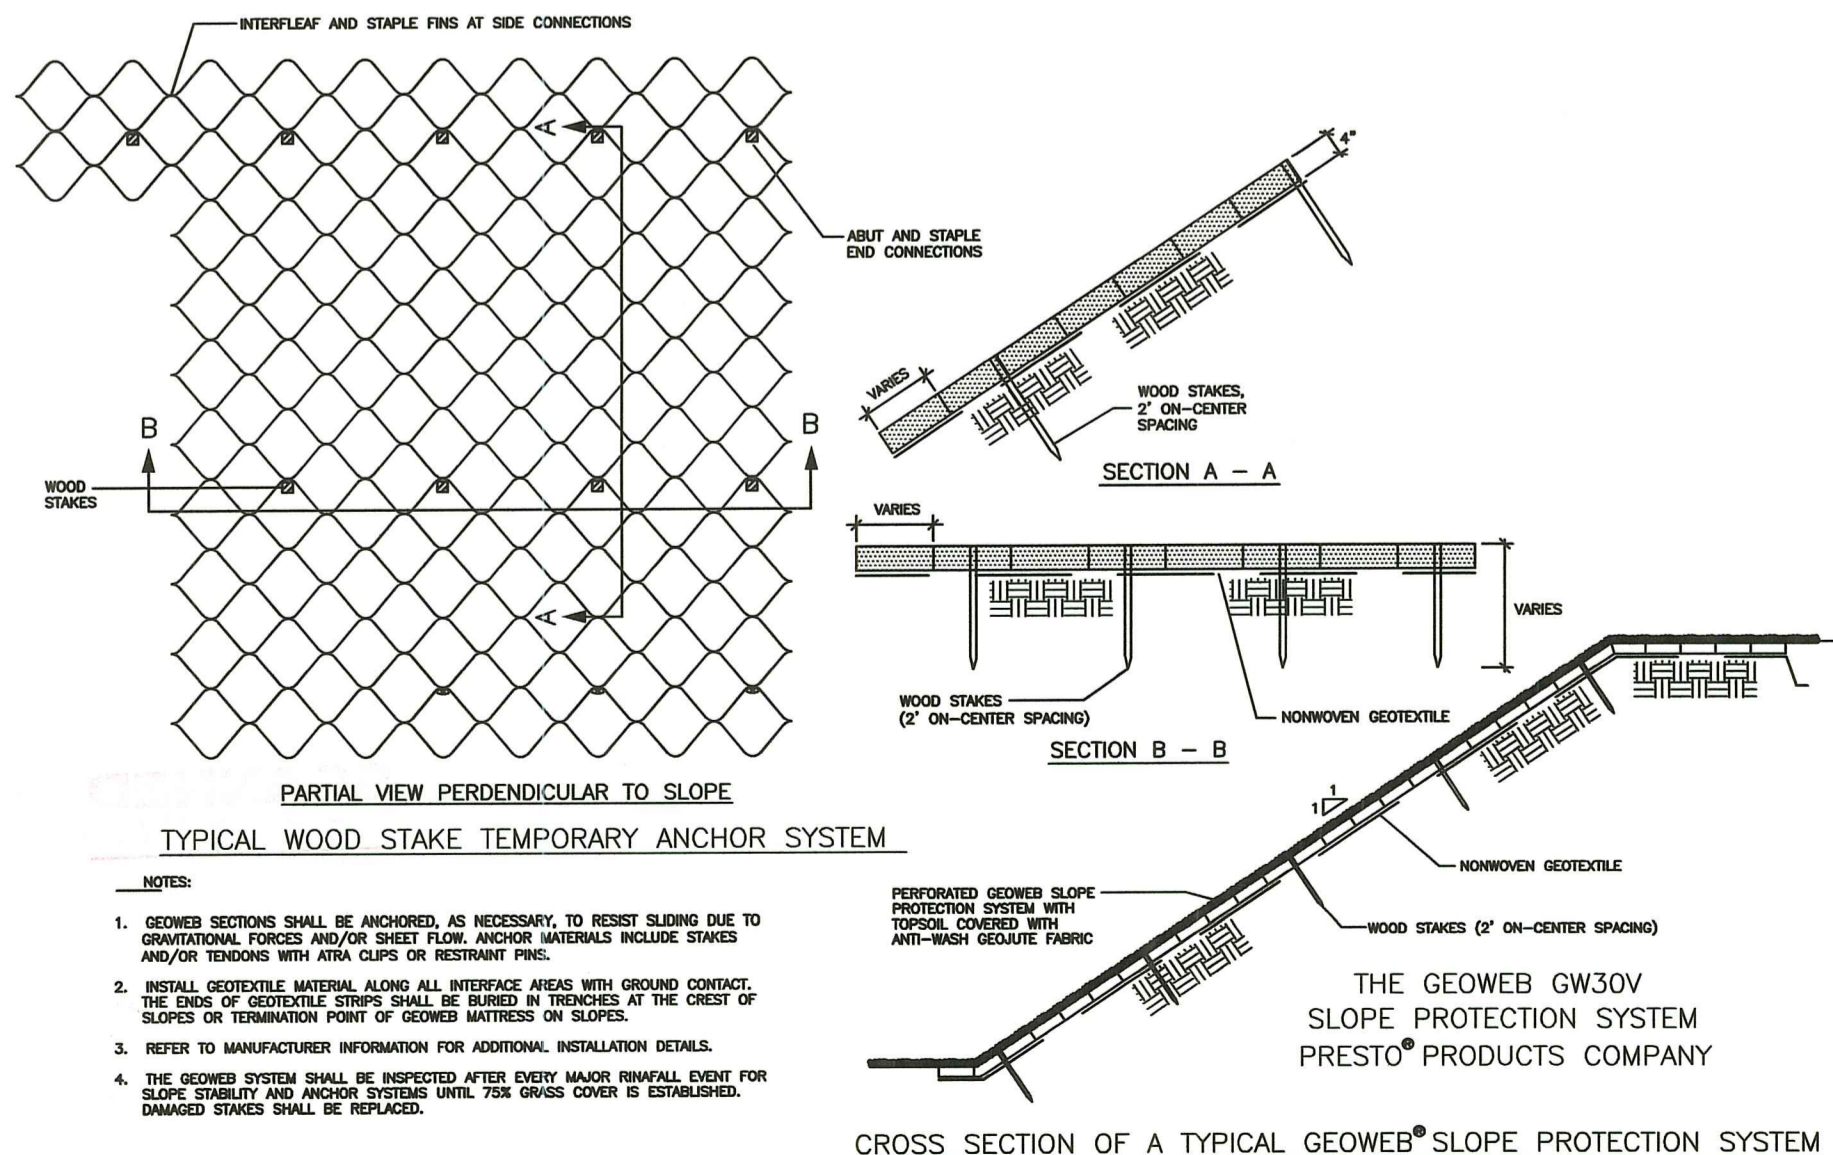 INTERFLEAF AND STAPLE FINS AT SIDE CONNECTIONS
A
ABUT AND STAPLE
END CONNECTIONS
B
B
WOOD
STAKES
A
PARTIAL VIEW PERDENDICULAR TO SLOPE
TYPICAL WOOD STAKE TEMPORARY ANCHOR SYSTEM
NOTES:
1. GEOWEB SECTIONS SHALL BE ANCHORED, AS NECESSARY, TO RESIST SLIDING DUE TO
GRAVITATIONAL FORCES AND/OR SHEET FLOW. ANCHOR MATERIALS INCLUDE STAKES
AND/OR TENDONS WITH ATRA CLIPS OR RESTRAINT PINS.
2. INSTALL GEOTEXTILE MATERIAL ALONG ALL INTERFACE AREAS WITH GROUND CONTACT.
THE ENDS OF GEOTEXTILE STRIPS SHALL BE BURIED IN TRENCHES AT THE CREST OF
SLOPES OR TERMINATION POINT OF GEOWEB MATTRESS ON SLOPES.
3. REFER TO MANUFACTURER INFORMATION FOR ADDITIONAL INSTALLATION DETAILS.
4. THE GEOWEB SYSTEM SHALL BE INSPECTED AFTER EVERY MAJOR RINAFALL EVENT FOR
SLOPE STABILITY AND ANCHOR SYSTEMS UNTIL 75% GRASS COVER IS ESTABLISHED.
DAMAGED STAKES SHALL BE REPLACED.
4"
VARIES
WOOD STAKES,
2' ON-CENTER
SPACING
SECTION A - A
VARIES
VARIES
WOOD STAKES
(2' ON-CENTER SPACING)
NONWOVEN GEOTEXTILE
SECTION B - B
1
1
NONWOVEN GEOTEXTILE
PERFORATED GEOWEB SLOPE
PROTECTION SYSTEM WITH
TOPSOIL COVERED WITH
ANTI-WASH GEOJUTE FABRIC
WOOD STAKES (2' ON-CENTER SPACING)
THE GEOWEB GW30V
SLOPE PROTECTION SYSTEM
PRESTO® PRODUCTS COMPANY
CROSS SECTION OF A TYPICAL GEOWEB® SLOPE PROTECTION SYSTEM